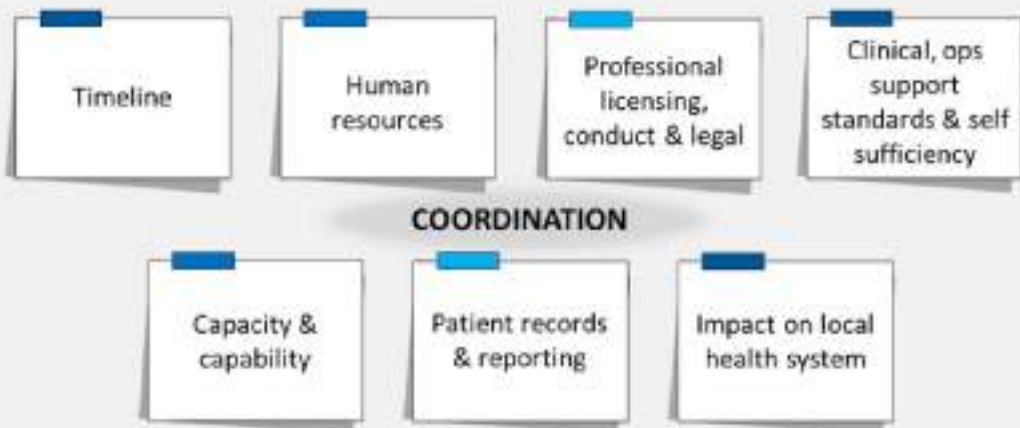 Timeline
Human
resources
Professional
licensing,
conduct & legal
Clinical, ops
support
standards & self
sufficiency
COORDINATION
Capacity &
capability
Patient records
& reporting
Impact on local
health system